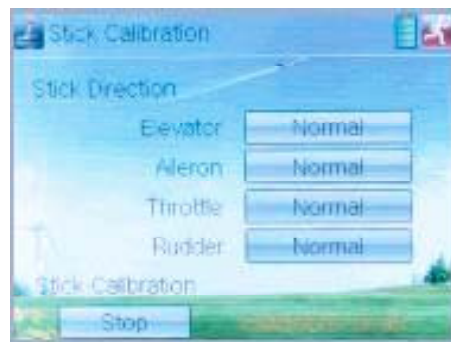 Stick Calibration
Stick Direction
Elevator Normal
Aileron Normal
Throttle Normal
Rudder Normal
Stick Calibration
Stop